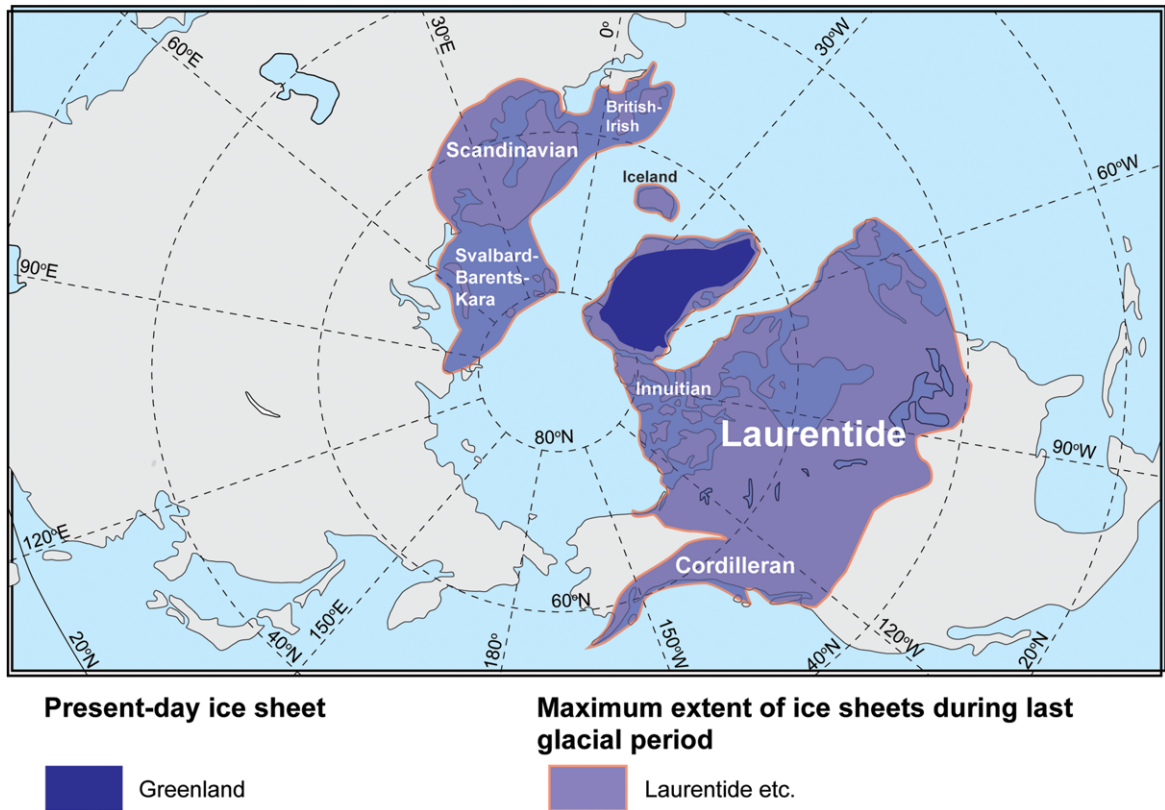 60°E
30°E
0°
30°W
British-
Irish
Scandinavian
60°W
Iceland
Svalbard-
Barents-
Kara
90°E
Innuitian
Laurentide
80°N
90°W
120°E
Cordilleran
60°N
150°E
120°W
20°N
40°N
180°
150°W
40°N
20°N
Present-day ice sheet
Greenland
Maximum extent of ice sheets during last
glacial period
Laurentide etc.